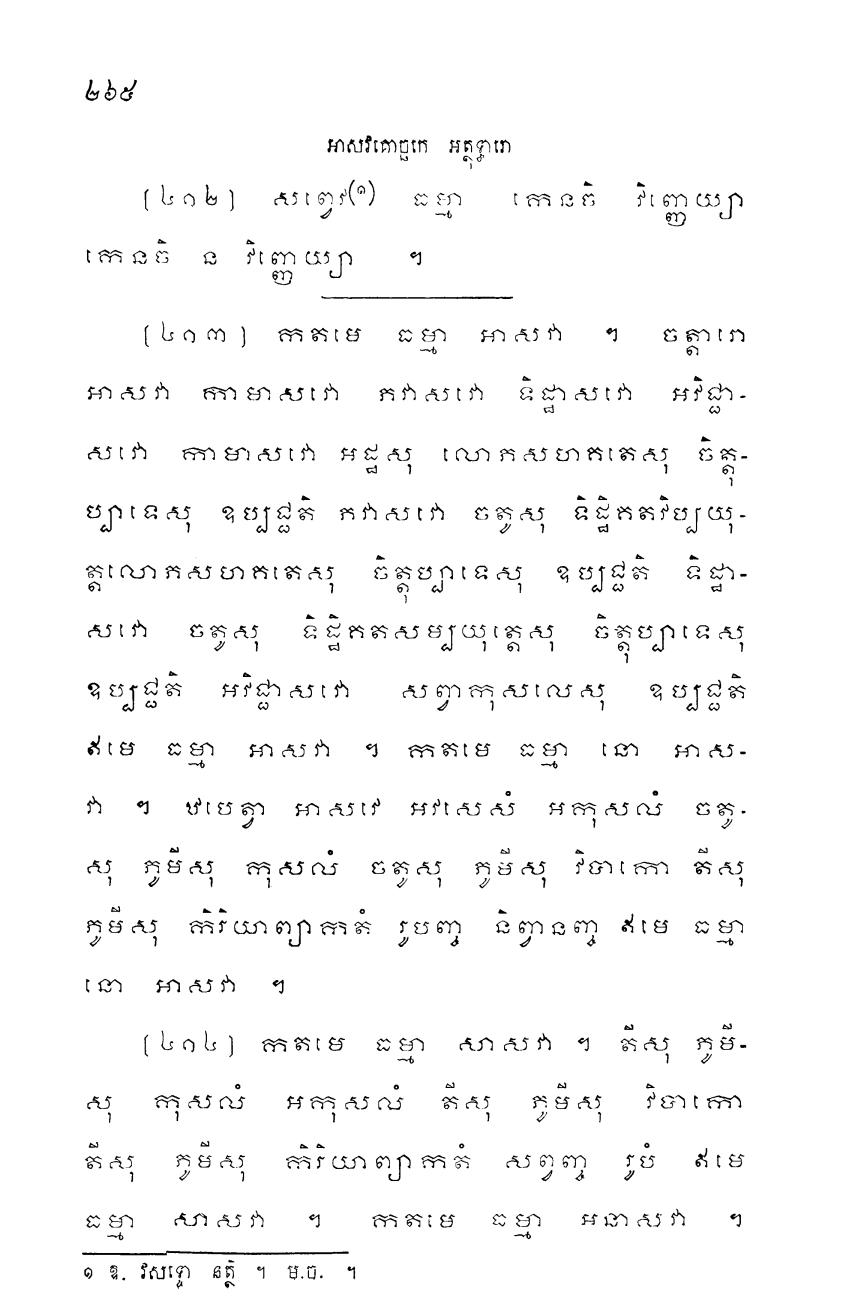 ២៦៥
អាសវគោច្ឆកេ អត្ថុទ្ធារោ
[៤១២] សព្វេវ(១) ធម្មា កេនចិ វិញ្ញេយ្យា
កេនចិ ន វិញ្ញេយ្យា ។
[៤១៣] កតមេ ធម្មា អាសវា ។ ចត្តារោ
អាសវា កាមាសវោ ភវាសវោ ទិដ្ឋាសវោ អវិជ្ជា-
សវោ កាមាសវោ អដ្ឋសុ លោភសហគតេសុ ចិត្តុ-
ប្បាទេសុ ឧប្បជ្ជតិ ភវាសវោ ចតូសុ ទិដ្ឋិគតវិប្បយុ-
ត្តលោភសហគតេសុ ចិត្តុប្បាទេសុ ឧប្បជ្ជតិ ទិដ្ឋា-
សវោ ចតូសុ ទិដ្ឋិគតសម្បយុត្តេសុ ចិត្តុប្បាទេសុ
ឧប្បជ្ជតិ អវិជ្ជាសវោ សព្វាកុសលេសុ ឧប្បជ្ជតិ
ឥមេ ធម្មា អាសវា ។ កតមេ ធម្មា នោ អាស-
វា ។ ឋបេត្វា អាសវេ អវសេសំ អកុសលំ ចតូ-
សុ ភូមីសុ កុសលំ ចតូសុ ភូមីសុ វិបាកោ តីសុ
ភូមីសុ កិរិយាព្យាកតំ រូបញ្ច និព្វានញ្ច ឥមេ ធម្មា
នោ អាសវា ។
[៤១៤] កតមេ ធម្មា សាសវា ។ តីសុ ភូមី-
សុ កុសលំ អកុសលំ តីសុ ភូមីសុ វិបាកោ
តីសុ ភូមីសុ កិរិយាព្យាកតំ សព្វញ្ច រូបំ ឥមេ
ធម្មា សាសវា ។ កតមេ ធម្មា អនាសវា ។
១ ឱ. វសទ្ទោ នត្ថិ ។ ម.ច. ។